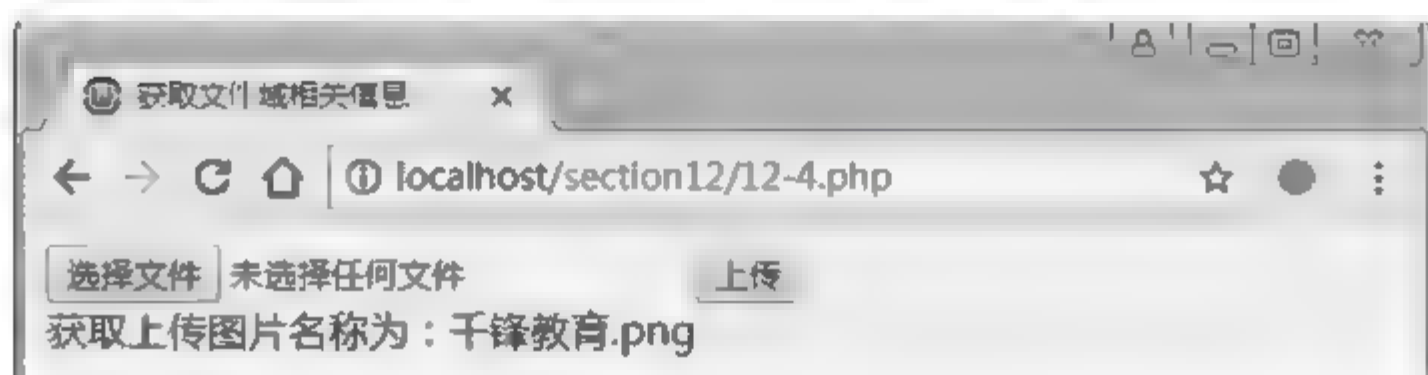 获取文件域相关信息
localhost/section12/12-4.php
选择文件 未选择任何文件 上传
获取上传图片名称为：千锋教育.png